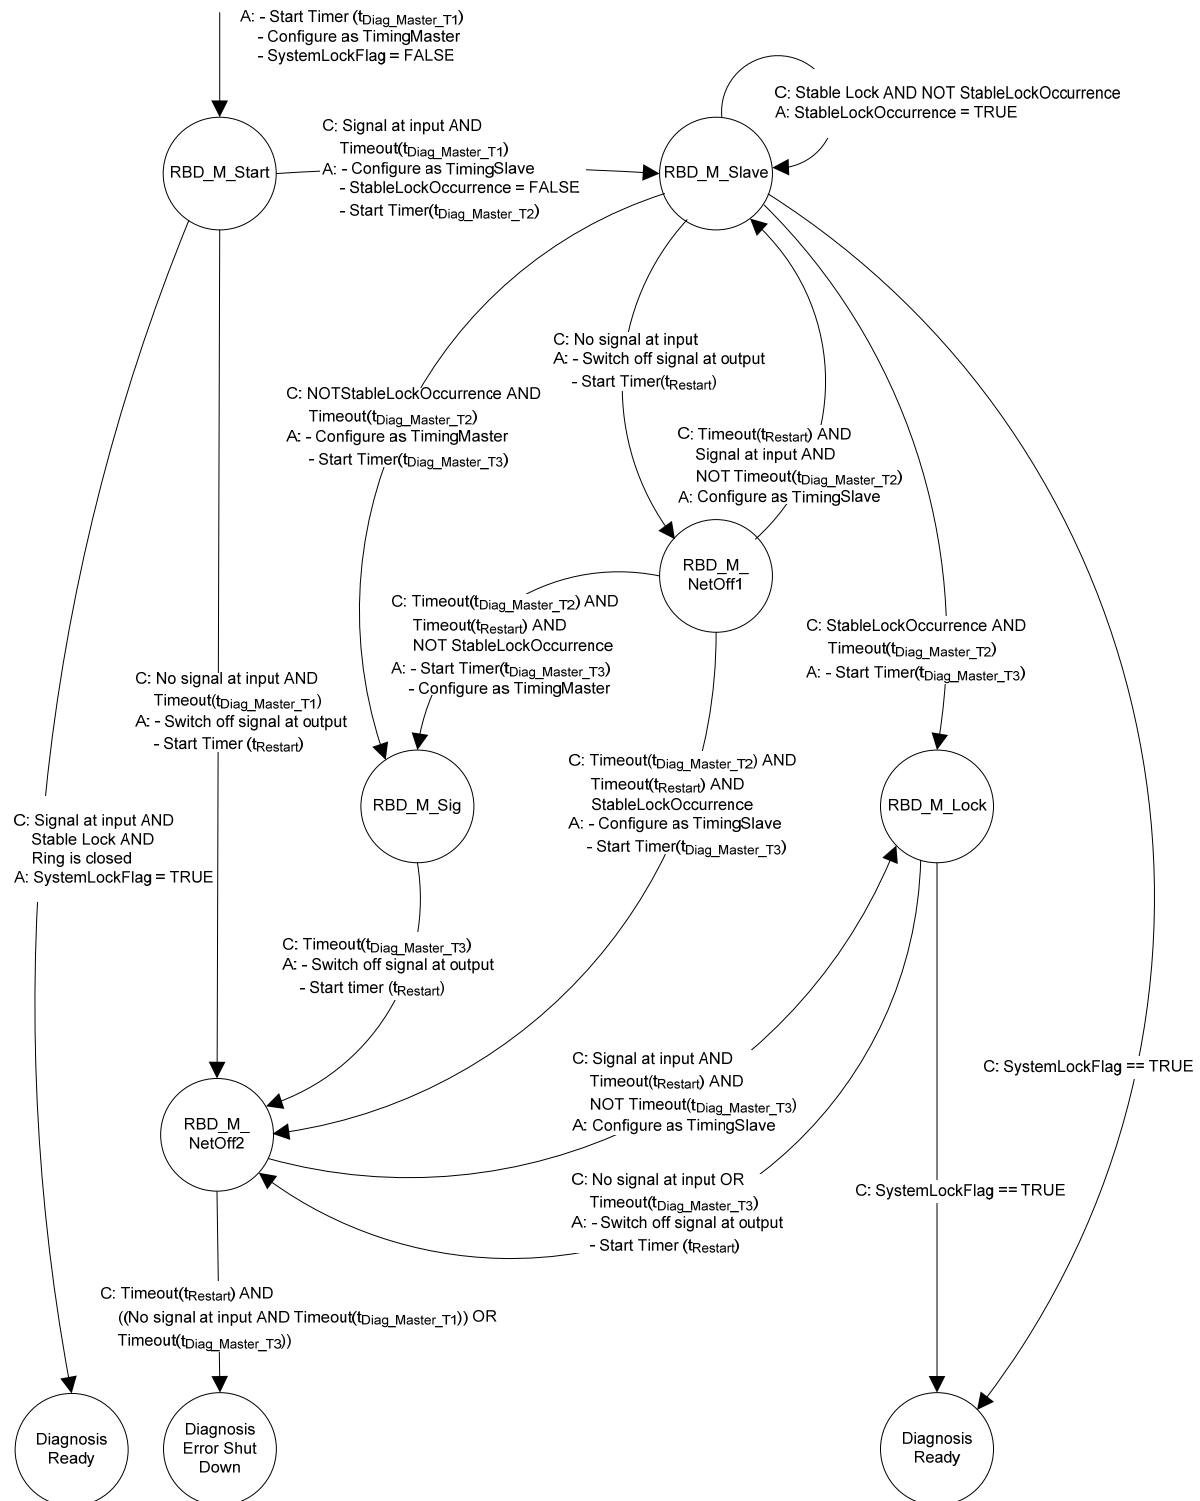 A: - Start Timer (tDiag_Master_T1)
- Configure as TimingMaster
- SystemLockFlag = FALSE
RBD_M_Start
C: Signal at input AND
Timeout(tDiag_Master_T1)
A: - Configure as TimingSlave
- StableLockOccurrence = FALSE
- Start Timer(tDiag_Master_T2)
RBD_M_Slave
C: Stable Lock AND NOT StableLockOccurrence
A: StableLockOccurrence = TRUE
C: No signal at input
A: - Switch off signal at output
- Start Timer(tRestart)
C: NOTStableLockOccurrence AND
Timeout(tDiag_Master_T2)
A: - Configure as TimingMaster
- Start Timer(tDiag_Master_T3)
C: Timeout(tRestart) AND
Signal at input AND
NOT Timeout(tDiag_Master_T2)
A: Configure as TimingSlave
RBD_M_
NetOff1
C: Timeout(tDiag_Master_T2) AND
Timeout(tRestart) AND
NOT StableLockOccurrence
A: - Start Timer(tDiag_Master_T3)
- Configure as TimingMaster
C: StableLockOccurrence AND
Timeout(tDiag_Master_T2)
A: - Start Timer(tDiag_Master_T3)
C: No signal at input AND
Timeout(tDiag_Master_T1)
A: - Switch off signal at output
- Start Timer (tRestart)
C: Timeout(tDiag_Master_T2) AND
Timeout(tRestart) AND
StableLockOccurrence
A: - Configure as TimingSlave
- Start Timer(tDiag_Master_T3)
RBD_M_Sig
RBD_M_Lock
C: Signal at input AND
Stable Lock AND
Ring is closed
A: SystemLockFlag = TRUE
C: Timeout(tDiag_Master_T3)
A: - Switch off signal at output
- Start timer (tRestart)
C: Signal at input AND
Timeout(tRestart) AND
NOT Timeout(tDiag_Master_T3)
A: Configure as TimingSlave
C: SystemLockFlag == TRUE
RBD_M_
NetOff2
C: No signal at input OR
Timeout(tDiag_Master_T3)
A: - Switch off signal at output
- Start Timer (tRestart)
C: SystemLockFlag == TRUE
C: Timeout(tRestart) AND
((No signal at input AND Timeout(tDiag_Master_T1)) OR
Timeout(tDiag_Master_T3))
Diagnosis
Ready
Diagnosis
Error Shut
Down
Diagnosis
Ready